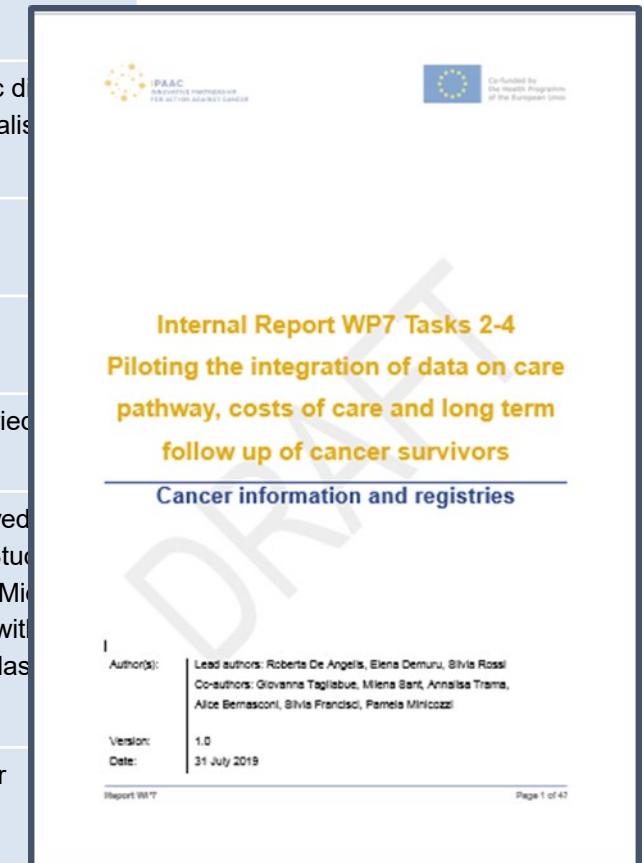 iPAAC
INNOVATIVE PARTNERSHIP
FOR ACTION AGAINST CANCER
Co-funded by
the Health Programme
of the European Union
DRAFT
Internal Report WP7 Tasks 2-4
Piloting the integration of data on care
pathway, costs of care and long term
follow up of cancer survivors
Cancer information and registries
Author(s):
Lead authors: Roberta De Angelis, Elena Demuru, Silvia Rossi
Co-authors: Giovanna Tagliabue, Milena Sant, Annalisa Trama,
Alice Bernasconi, Silvia Francisci, Pamela Minicozzi
Version: 1.0
Date: 31 July 2019
Report WP7
Page 1 of 47